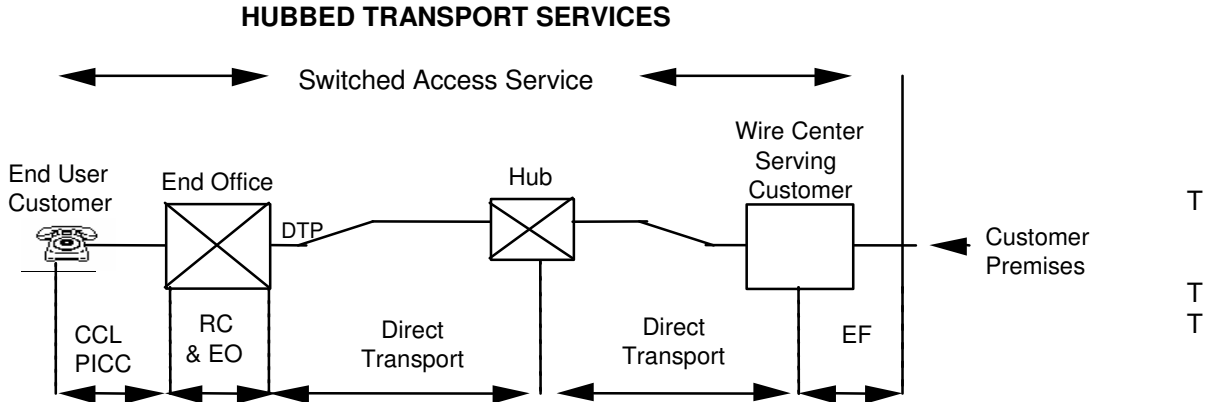 HUBBED TRANSPORT SERVICES
Switched Access Service
Wire Center
Serving
Customer
End User
Customer
End Office
Hub
DTP
T
Customer
Premises
T
T
CCL
PICC
RC
& EO
Direct
Transport
Direct
Transport
EF